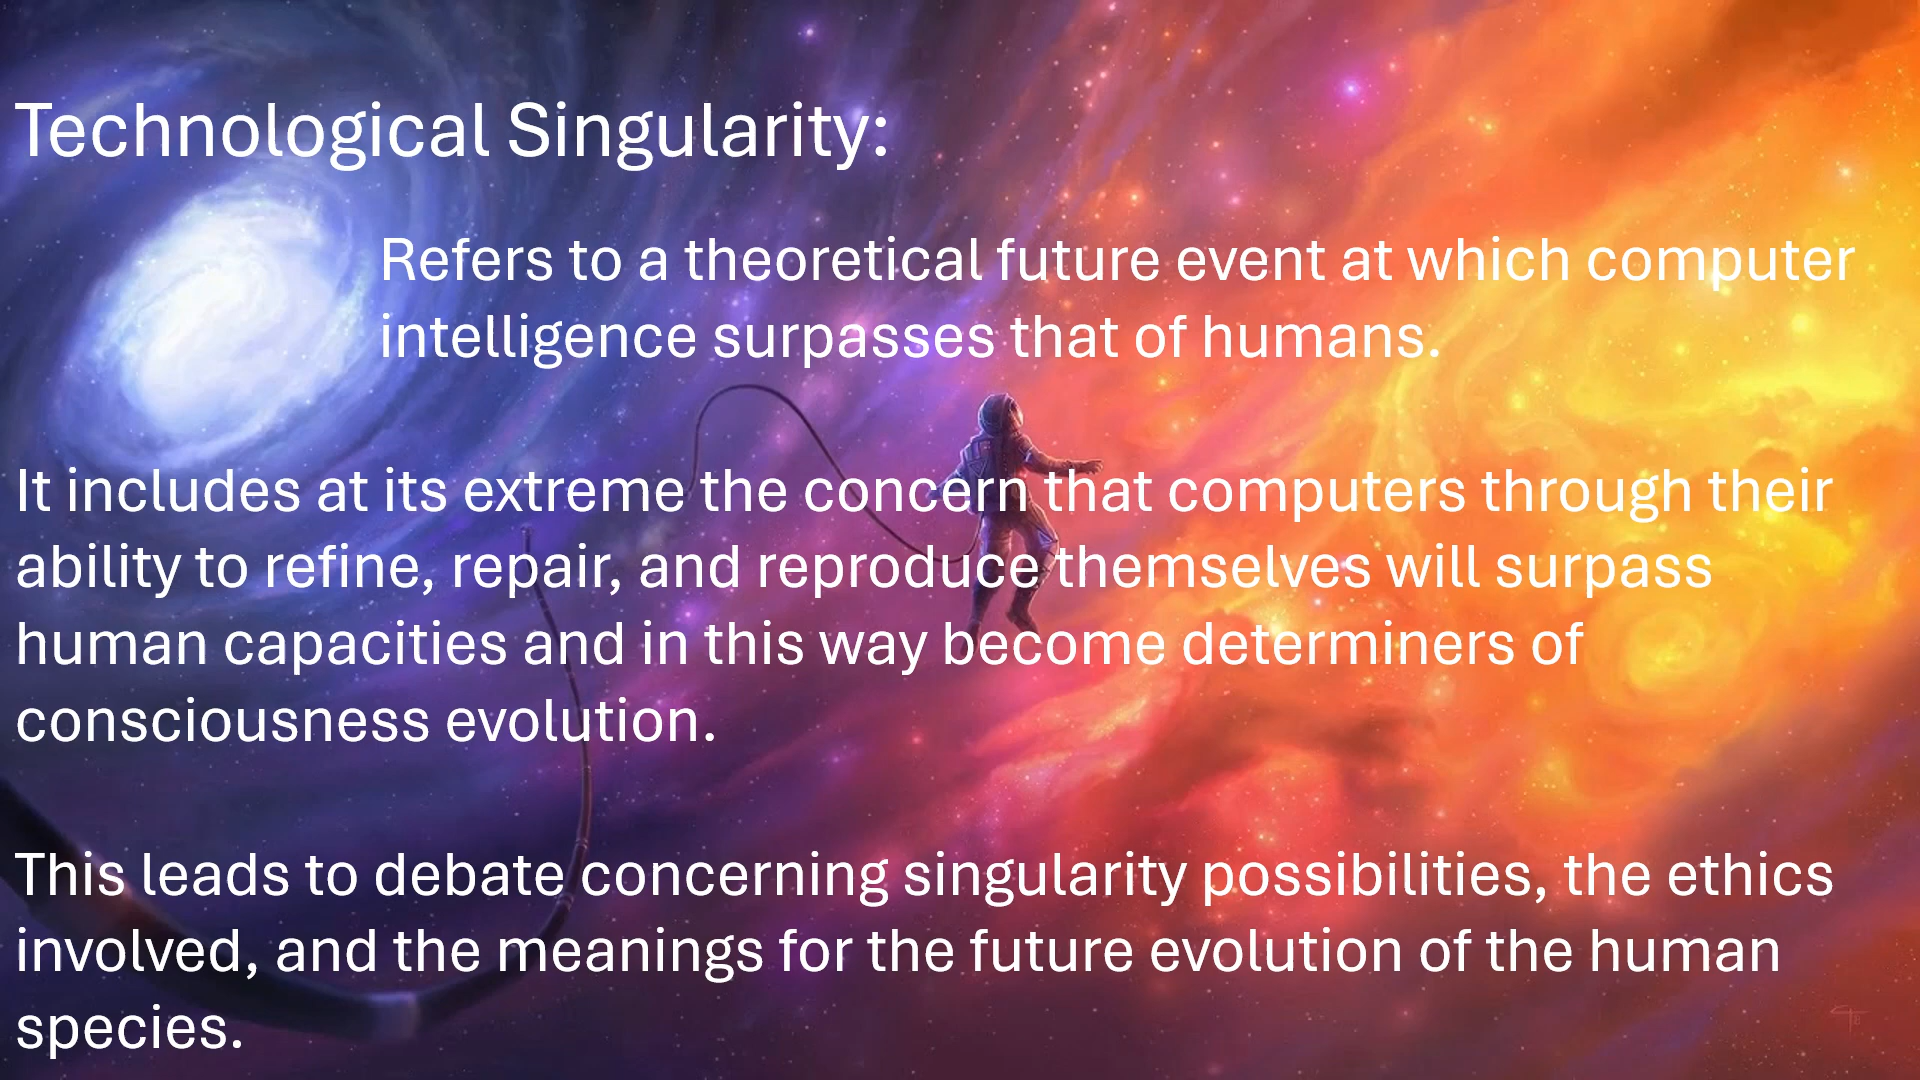 Technological Singularity:
Refers to a theoretical future event at which computer
intelligence surpasses that of humans.
It includes at its extreme the concern that computers through their
ability to refine, repair, and reproduce themselves will surpass
human capacities and in this way become determiners of
consciousness evolution.
This leads to debate concerning singularity possibilities, the ethics
involved, and the meanings for the future evolution of the human
species.